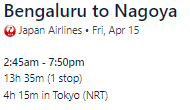 Bengaluru to Nagoya
Japan Airlines • Fri, Apr 15
2:45am - 7:50pm
13h 35m (1 stop)
4h 15m in Tokyo (NRT)